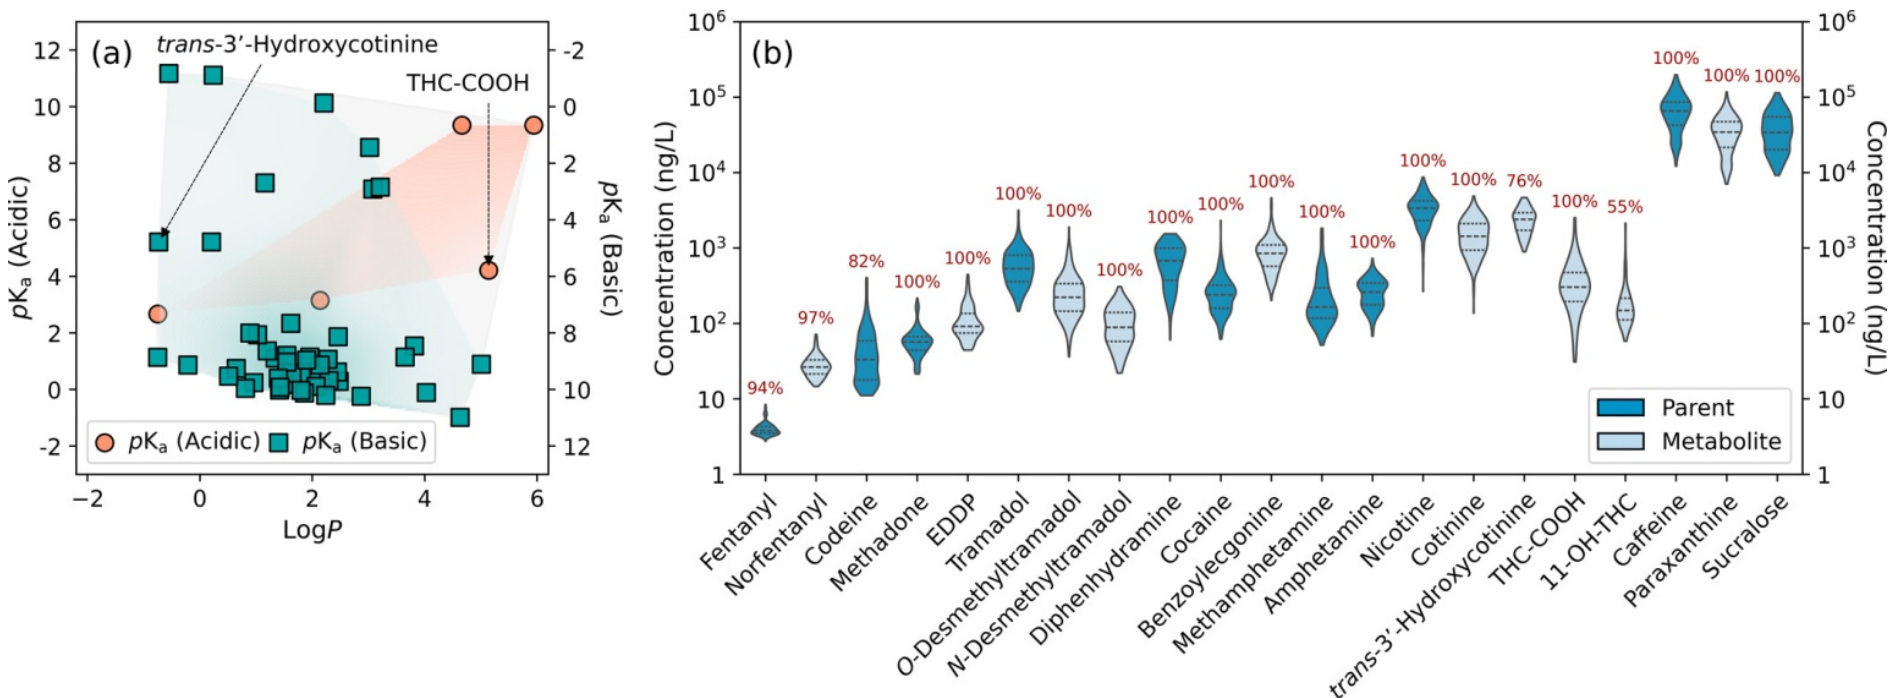 (a)
trans-3’-Hydroxycotinine
THC-COOH
12
10
8
6
4
2
0
-2
pKa (Acidic)
-2
0
2
4
6
8
10
12
pKa (Basic)
pKa (Acidic) pKa (Basic)
−2 0 2 4 6
LogP
(b)
10⁶
10⁵
10⁴
10³
10²
10
1
Concentration (ng/L)
94% 97% 82% 100% 100% 100% 100% 100% 100% 100% 100% 100% 100% 100% 100% 76% 100% 55% 100% 100% 100%
Parent
Metabolite
10⁶
10⁵
10⁴
10³
10²
10
1
Concentration (ng/L)
Fentanyl
Norfentanyl
Codeine
Methadone
EDDP
Tramadol
O-Desmethyltramadol
N-Desmethyltramadol
Diphenhydramine
Cocaine
Benzoylecgonine
Methamphetamine
Amphetamine
Nicotine
Cotinine
trans-3’-Hydroxycotinine
THC-COOH
11-OH-THC
Caffeine
Paraxanthine
Sucralose